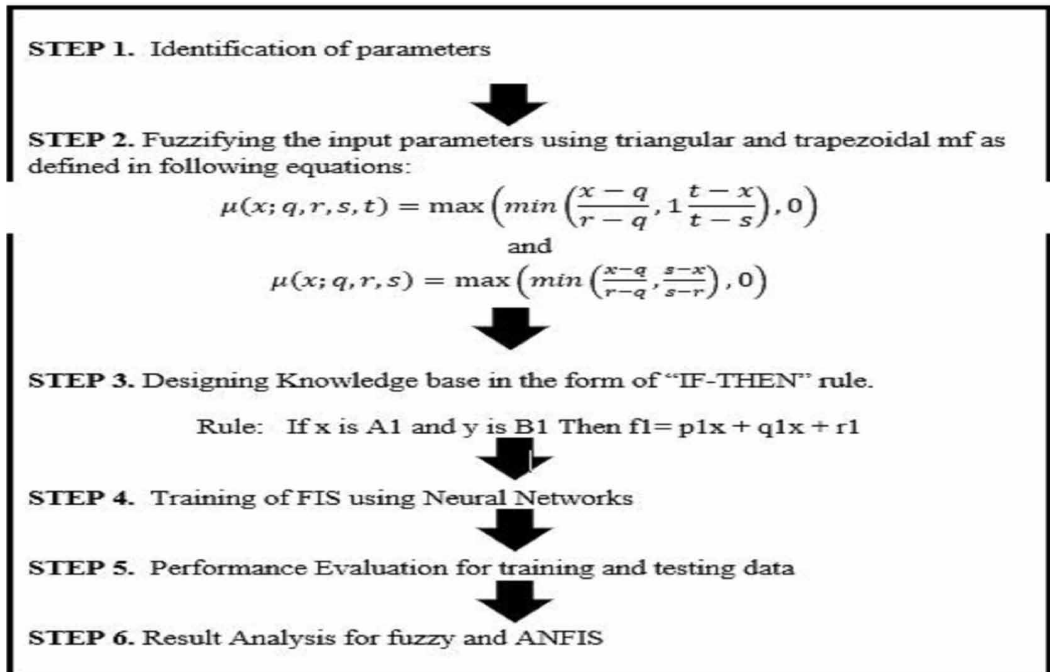 STEP 1. Identification of parameters
STEP 2. Fuzzifying the input parameters using triangular and trapezoidal mf as
defined in following equations:
μ(x; q, r, s, t) = max(min((x − q)/(r − q), 1 (t − x)/(t − s)), 0)
and
μ(x; q, r, s) = max(min((x−q)/(r−q), (s−x)/(s−r)), 0)
STEP 3. Designing Knowledge base in the form of “IF-THEN” rule.
Rule: If x is A1 and y is B1 Then f1= p1x + q1x + r1
STEP 4. Training of FIS using Neural Networks
STEP 5. Performance Evaluation for training and testing data
STEP 6. Result Analysis for fuzzy and ANFIS